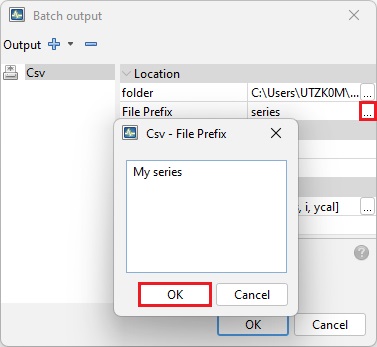 Batch output
Output
Csv
Location
folder C:\Users\UTZK0M\... ...
File Prefix series ...
Csv - File Prefix
My series
i, ycal] ...
OK Cancel
OK Cancel